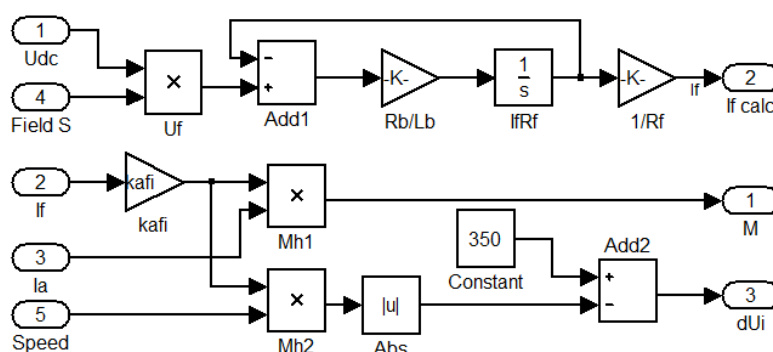 1
Udc
4
Field S
×
Uf
-
+
Add1
-K-
Rb/Lb
1
s
IfRf
-K-
1/Rf
If
2
If calc
2
If
kafi
kafi
×
Mh1
1
M
3
Ia
5
Speed
×
Mh2
|u|
Abs
350
Constant
Add2
+
-
3
dUi